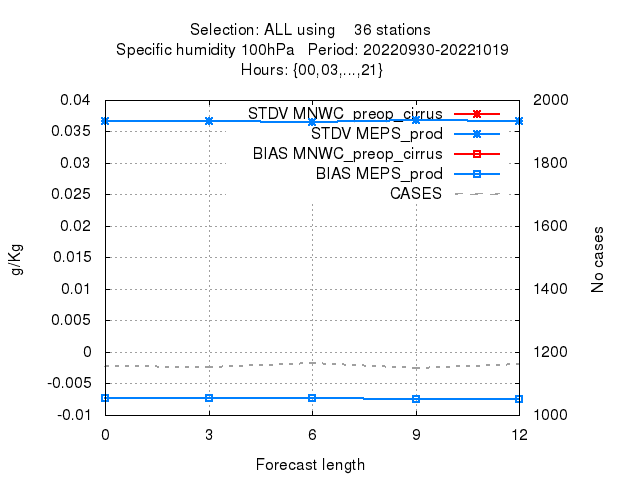 Selection: ALL using    36 stations
Specific humidity 100hPa   Period: 20220930-20221019
Hours: {00,03,...,21}
0.04
0.035
0.03
0.025
0.02
0.015
0.01
0.005
0
-0.005
-0.01
g/Kg
STDV MNWC_preop_cirrus
STDV MEPS_prod
BIAS MNWC_preop_cirrus
BIAS MEPS_prod
CASES
2000
1800
1600
1400
1200
1000
No cases
0 3 6 9 12
Forecast length